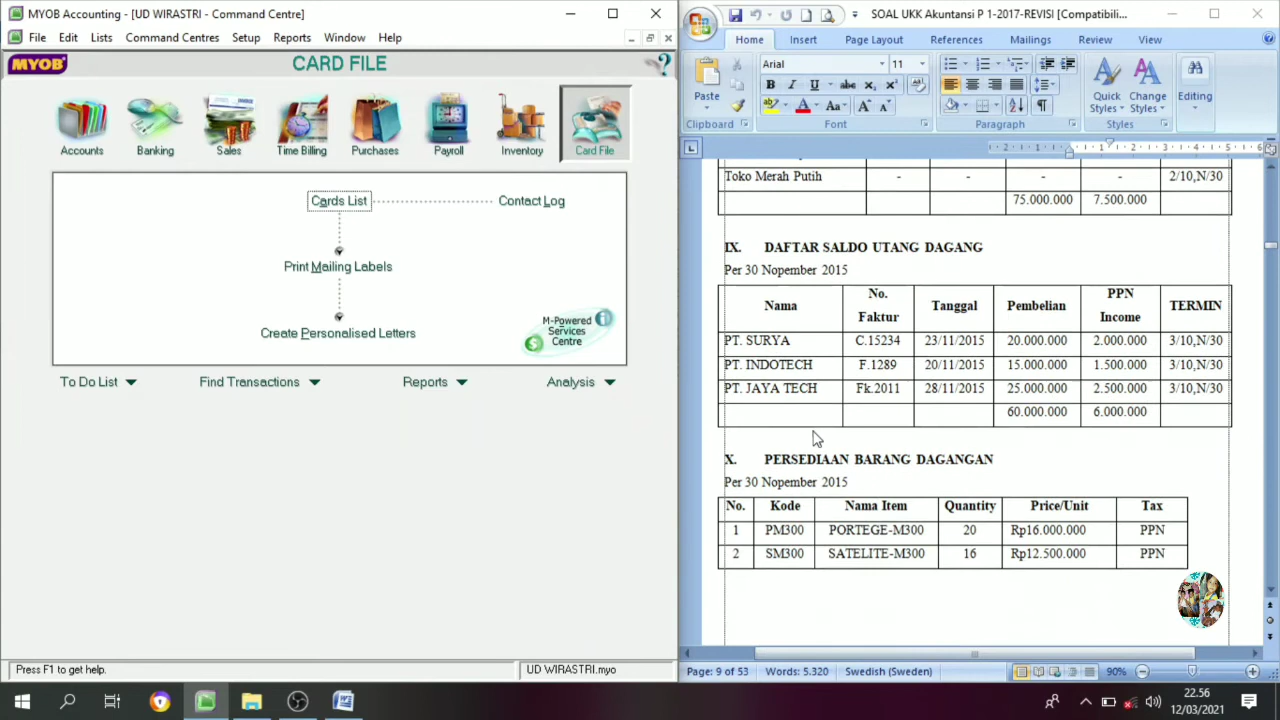 MYOB Accounting - [UD WIRASTRI - Command Centre]
File Edit Lists Command Centres Setup Reports Window Help
MYOB CARD FILE
Accounts Banking Sales Time Billing Purchases Payroll Inventory Card File
Cards List Contact Log
Print Mailing Labels
Create Personalised Letters
M-Powered
Services
Centre
To Do List Find Transactions Reports Analysis
Press F1 to get help. UD WIRASTRI.myo
SOAL UKK Akuntansi P 1-2017-REVISI [Compatibili...
Home Insert Page Layout References Mailings Review View
Arial 11
Paste Quick Styles Change Styles Editing
Clipboard Font Paragraph Styles
Toko Merah Putih - - - - 2/10,N/30
75.000.000 7.500.000
IX. DAFTAR SALDO UTANG DAGANG
Per 30 Nopember 2015
Nama No. Faktur Tanggal Pembelian PPN Income TERMIN
PT. SURYA C.15234 23/11/2015 20.000.000 2.000.000 3/10,N/30
PT. INDOTECH F.1289 20/11/2015 15.000.000 1.500.000 3/10,N/30
PT. JAYA TECH Fk.2011 28/11/2015 25.000.000 2.500.000 3/10,N/30
60.000.000 6.000.000
X. PERSEDIAAN BARANG DAGANGAN
Per 30 Nopember 2015
No. Kode Nama Item Quantity Price/Unit Tax
1 PM300 PORTEGE-M300 20 Rp16.000.000 PPN
2 SM300 SATELITE-M300 16 Rp12.500.000 PPN
Page: 9 of 53 Words: 5.320 Swedish (Sweden) 90%
22.56
12/03/2021